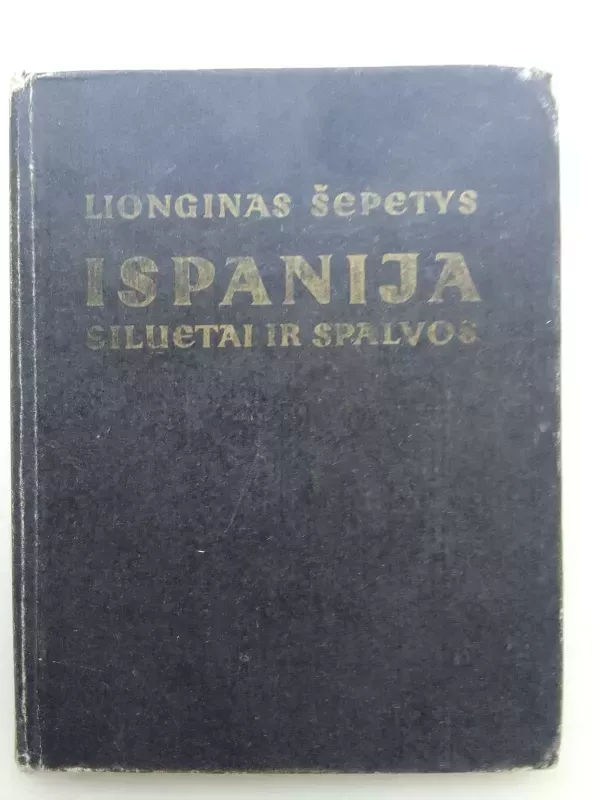 LIONGINAS ŠEPETYS
ISPANIJA
SILUETAI IR SPALVOS